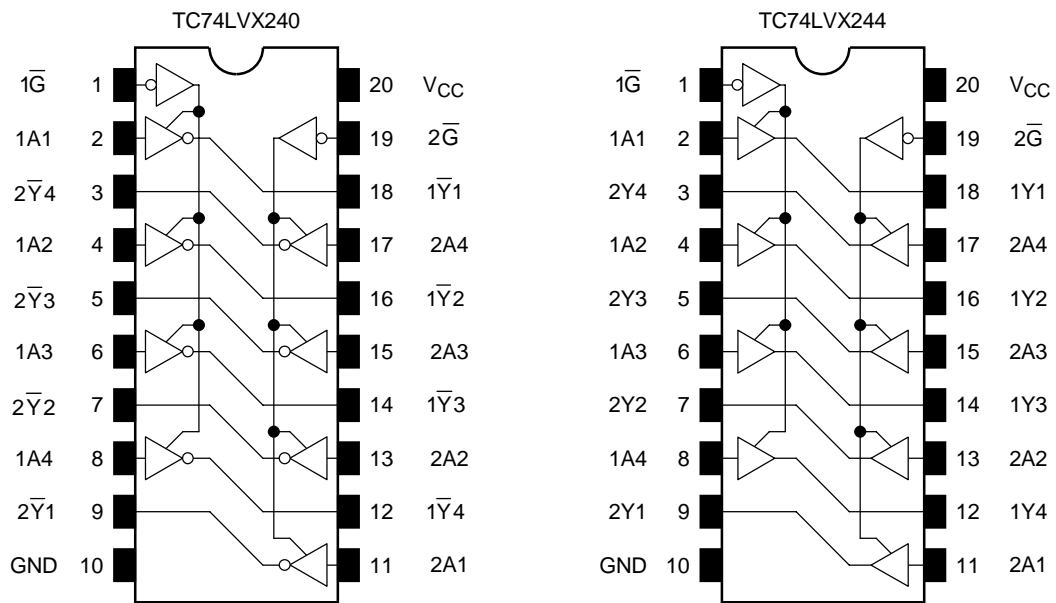 TC74LVX240
1G̅ 1 20 VCC
1A1 2 19 2G̅
2Y̅4 3 18 1Y̅1
1A2 4 17 2A4
2Y̅3 5 16 1Y̅2
1A3 6 15 2A3
2Y̅2 7 14 1Y̅3
1A4 8 13 2A2
2Y̅1 9 12 1Y̅4
GND 10 11 2A1
TC74LVX244
1G̅ 1 20 VCC
1A1 2 19 2G̅
2Y4 3 18 1Y1
1A2 4 17 2A4
2Y3 5 16 1Y2
1A3 6 15 2A3
2Y2 7 14 1Y3
1A4 8 13 2A2
2Y1 9 12 1Y4
GND 10 11 2A1